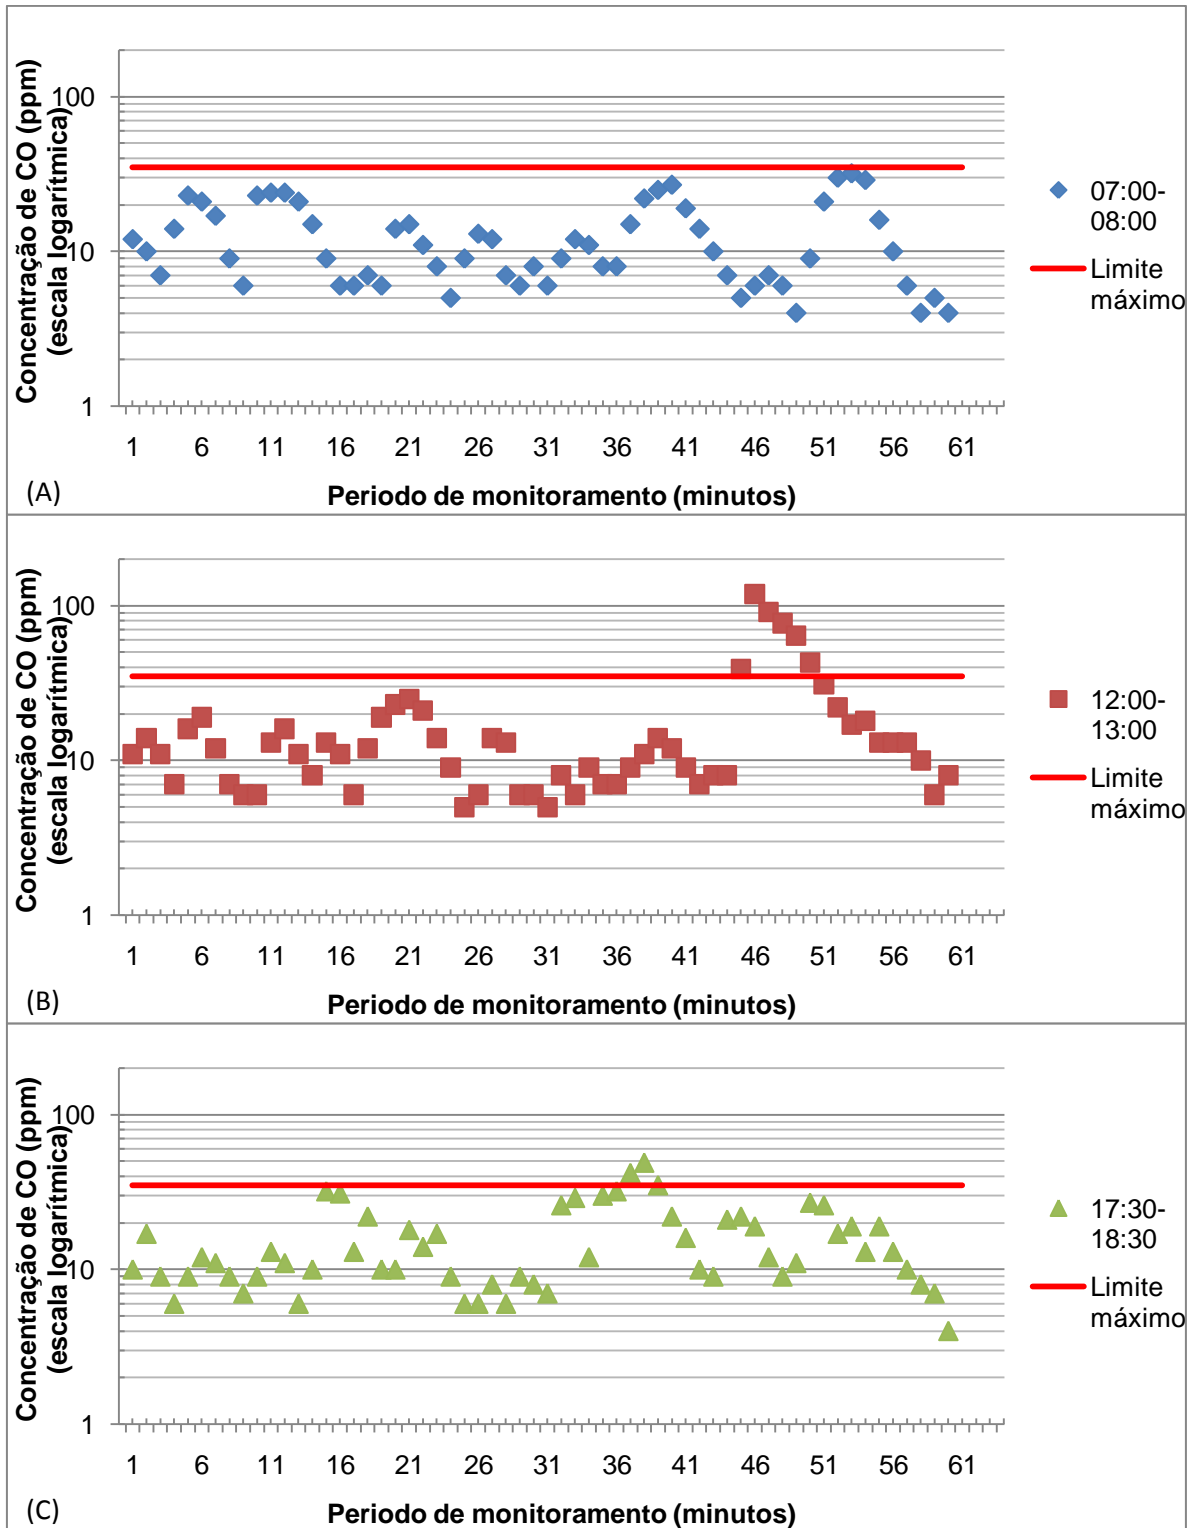 Concentração de CO (ppm)
(escala logarítmica)
100
10
1
1 6 11 16 21 26 31 36 41 46 51 56 61
Periodo de monitoramento (minutos)
(A)
07:00-
08:00
Limite
máximo
Concentração de CO (ppm)
(escala logarítmica)
100
10
1
1 6 11 16 21 26 31 36 41 46 51 56 61
Periodo de monitoramento (minutos)
(B)
12:00-
13:00
Limite
máximo
Concentração de CO (ppm)
(escala logarítmica)
100
10
1
1 6 11 16 21 26 31 36 41 46 51 56 61
Periodo de monitoramento (minutos)
(C)
17:30-
18:30
Limite
máximo